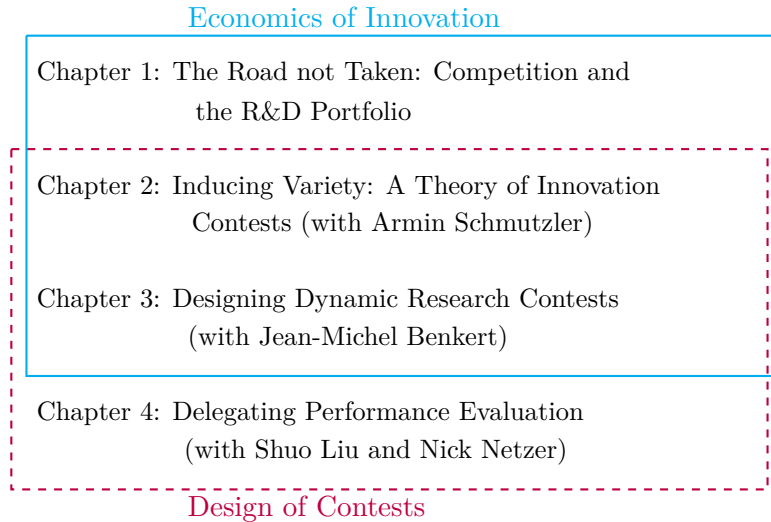 Economics of Innovation
Chapter 1: The Road not Taken: Competition and
the R&D Portfolio
Chapter 2: Inducing Variety: A Theory of Innovation
Contests (with Armin Schmutzler)
Chapter 3: Designing Dynamic Research Contests
(with Jean-Michel Benkert)
Chapter 4: Delegating Performance Evaluation
(with Shuo Liu and Nick Netzer)
Design of Contests